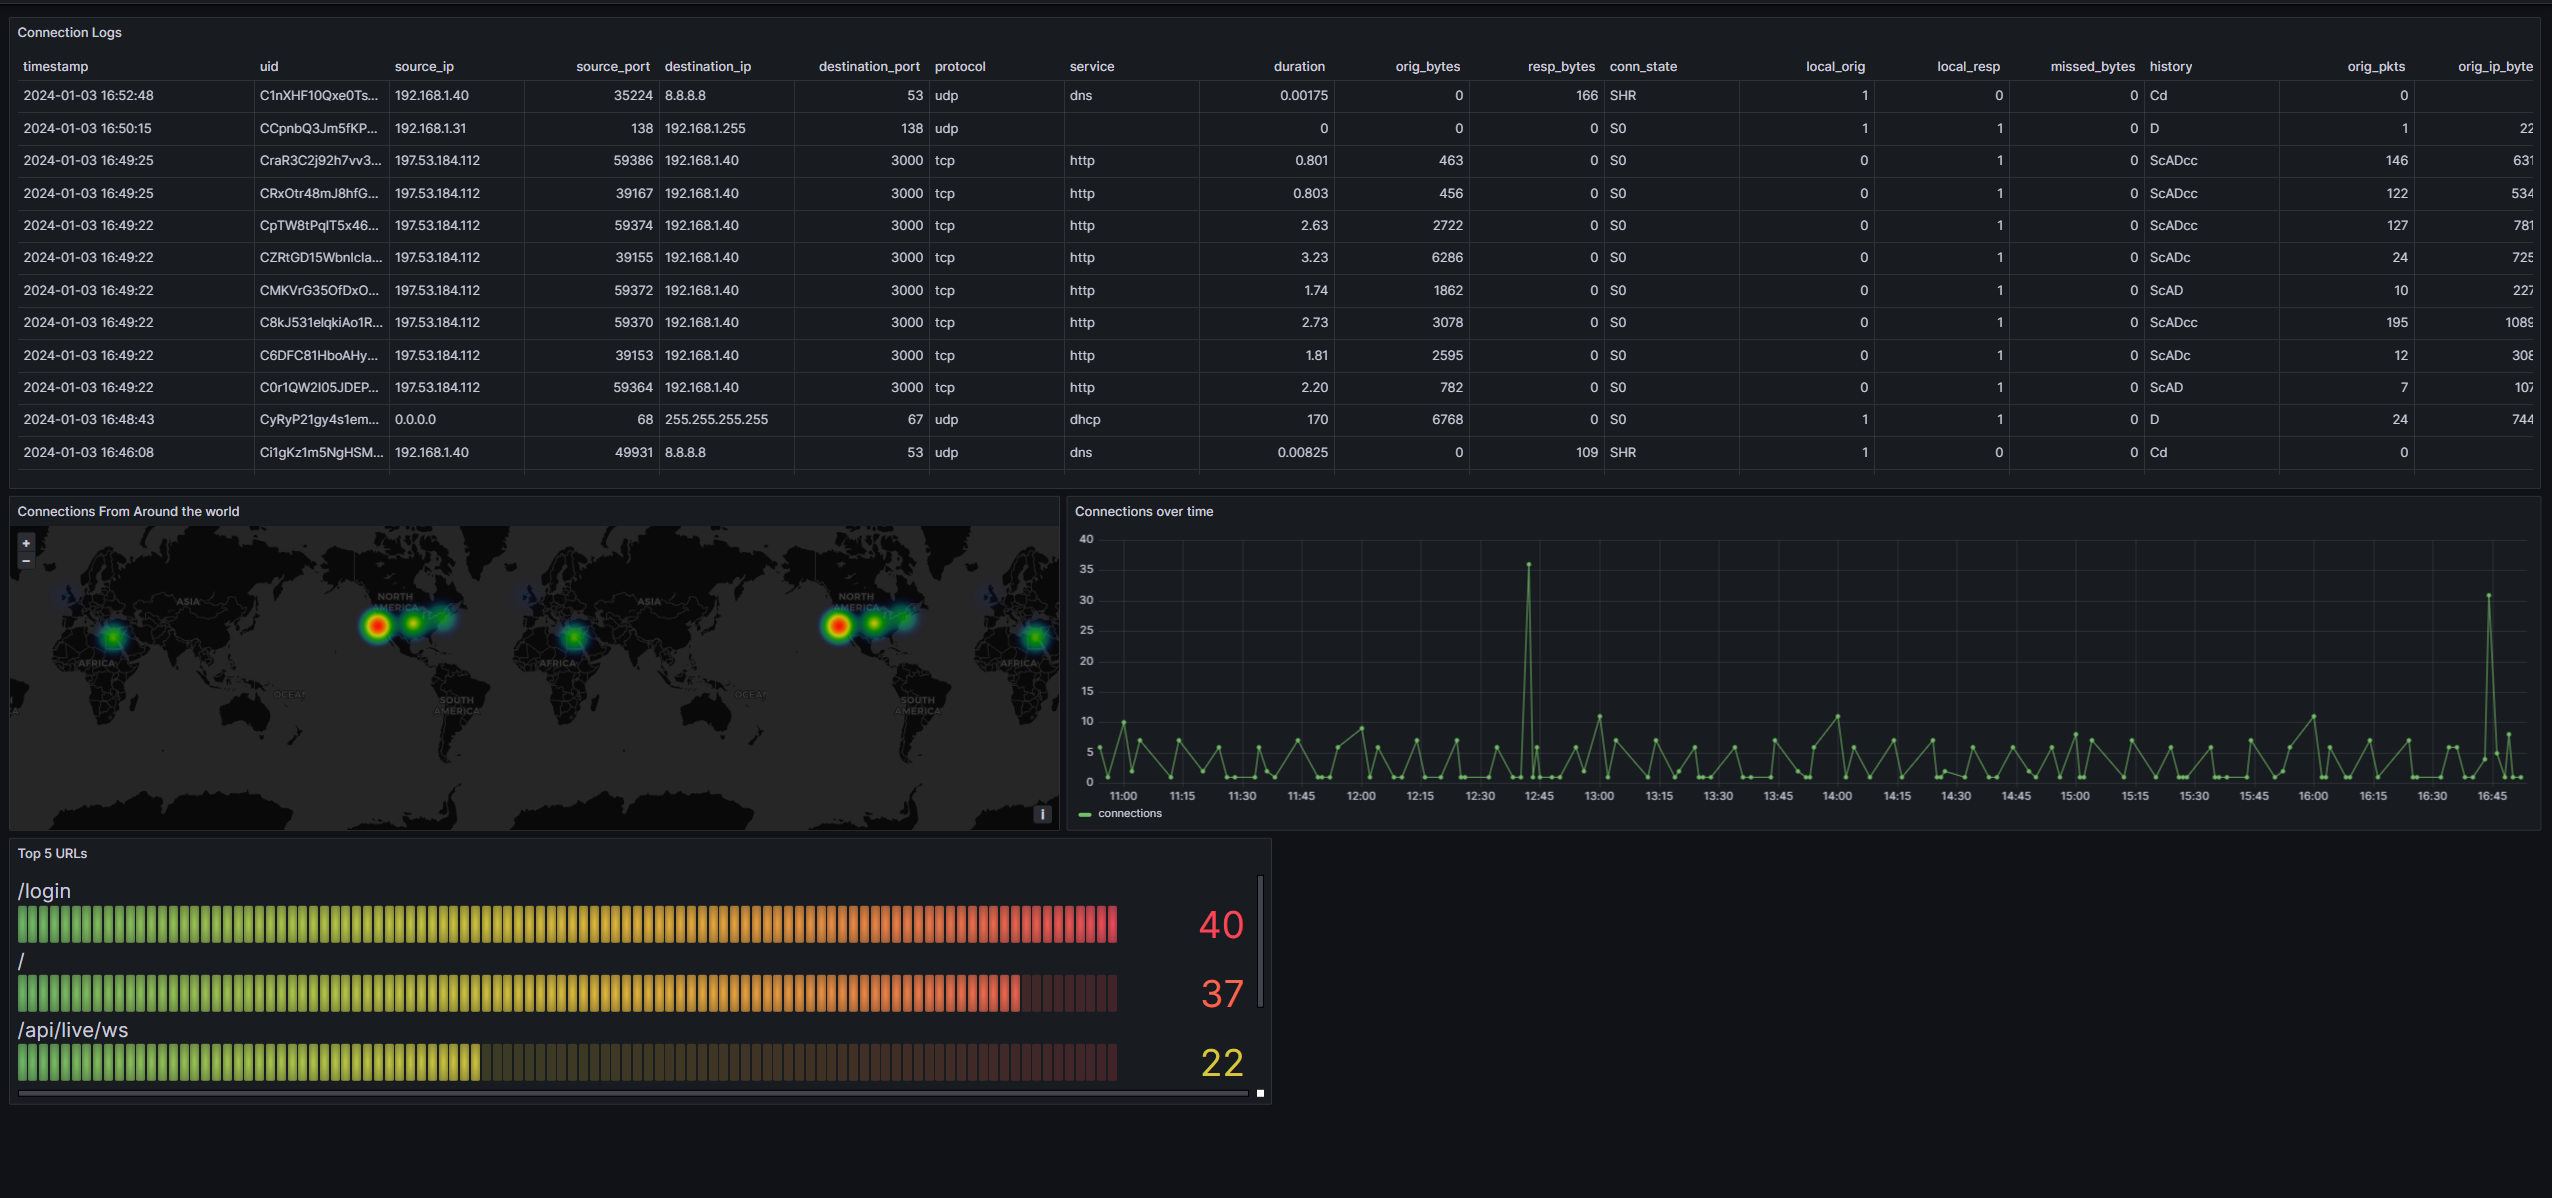 Connection Logs
timestamp uid source_ip source_port destination_ip destination_port protocol service duration orig_bytes resp_bytes conn_state local_orig local_resp missed_bytes history orig_pkts orig_ip_byte
2024-01-03 16:52:48 C1nXHF10Qxe0Ts... 192.168.1.40 35224 8.8.8.8 53 udp dns 0.00175 0 166 SHR 1 0 0 Cd 0
2024-01-03 16:50:15 CCpnbQ3Jm5fKP... 192.168.1.31 138 192.168.1.255 138 udp 0 0 0 S0 1 1 0 D 1 22
2024-01-03 16:49:25 CraR3C2j92h7vv3... 197.53.184.112 59386 192.168.1.40 3000 tcp http 0.801 463 0 S0 0 1 0 ScADcc 146 631
2024-01-03 16:49:25 CRxOtr48mJ8hfG... 197.53.184.112 39167 192.168.1.40 3000 tcp http 0.803 456 0 S0 0 1 0 ScADcc 122 534
2024-01-03 16:49:22 CpTW8tPqIT5x46... 197.53.184.112 59374 192.168.1.40 3000 tcp http 2.63 2722 0 S0 0 1 0 ScADcc 127 781
2024-01-03 16:49:22 CZRtGD15WbnIcIa... 197.53.184.112 39155 192.168.1.40 3000 tcp http 3.23 6286 0 S0 0 1 0 ScADc 24 725
2024-01-03 16:49:22 CMKVrG35OfDxO... 197.53.184.112 59372 192.168.1.40 3000 tcp http 1.74 1862 0 S0 0 1 0 ScAD 10 227
2024-01-03 16:49:22 C8kJ531eIqkiAo1R... 197.53.184.112 59370 192.168.1.40 3000 tcp http 2.73 3078 0 S0 0 1 0 ScADcc 195 1089
2024-01-03 16:49:22 C6DFC81HboAHy... 197.53.184.112 39153 192.168.1.40 3000 tcp http 1.81 2595 0 S0 0 1 0 ScADc 12 308
2024-01-03 16:49:22 C0r1QW2I05JDEP... 197.53.184.112 59364 192.168.1.40 3000 tcp http 2.20 782 0 S0 0 1 0 ScAD 7 107
2024-01-03 16:48:43 CyRyP21gy4s1em... 0.0.0.0 68 255.255.255.255 67 udp dhcp 170 6768 0 S0 1 1 0 D 24 744
2024-01-03 16:46:08 Ci1gKz1m5NgHSM... 192.168.1.40 49931 8.8.8.8 53 udp dns 0.00825 0 109 SHR 1 0 0 Cd 0
Connections From Around the world
+
−
ASIA
NORTH AMERICA
ASIA
NORTH AMERICA
AFRICA
AFRICA
AFRICA
OCEAN
OCEAN
SOUTH AMERICA
SOUTH AMERICA
i
Connections over time
40
35
30
25
20
15
10
5
0
11:00 11:15 11:30 11:45 12:00 12:15 12:30 12:45 13:00 13:15 13:30 13:45 14:00 14:15 14:30 14:45 15:00 15:15 15:30 15:45 16:00 16:15 16:30 16:45
connections
Top 5 URLs
/login
40
/
37
/api/live/ws
22